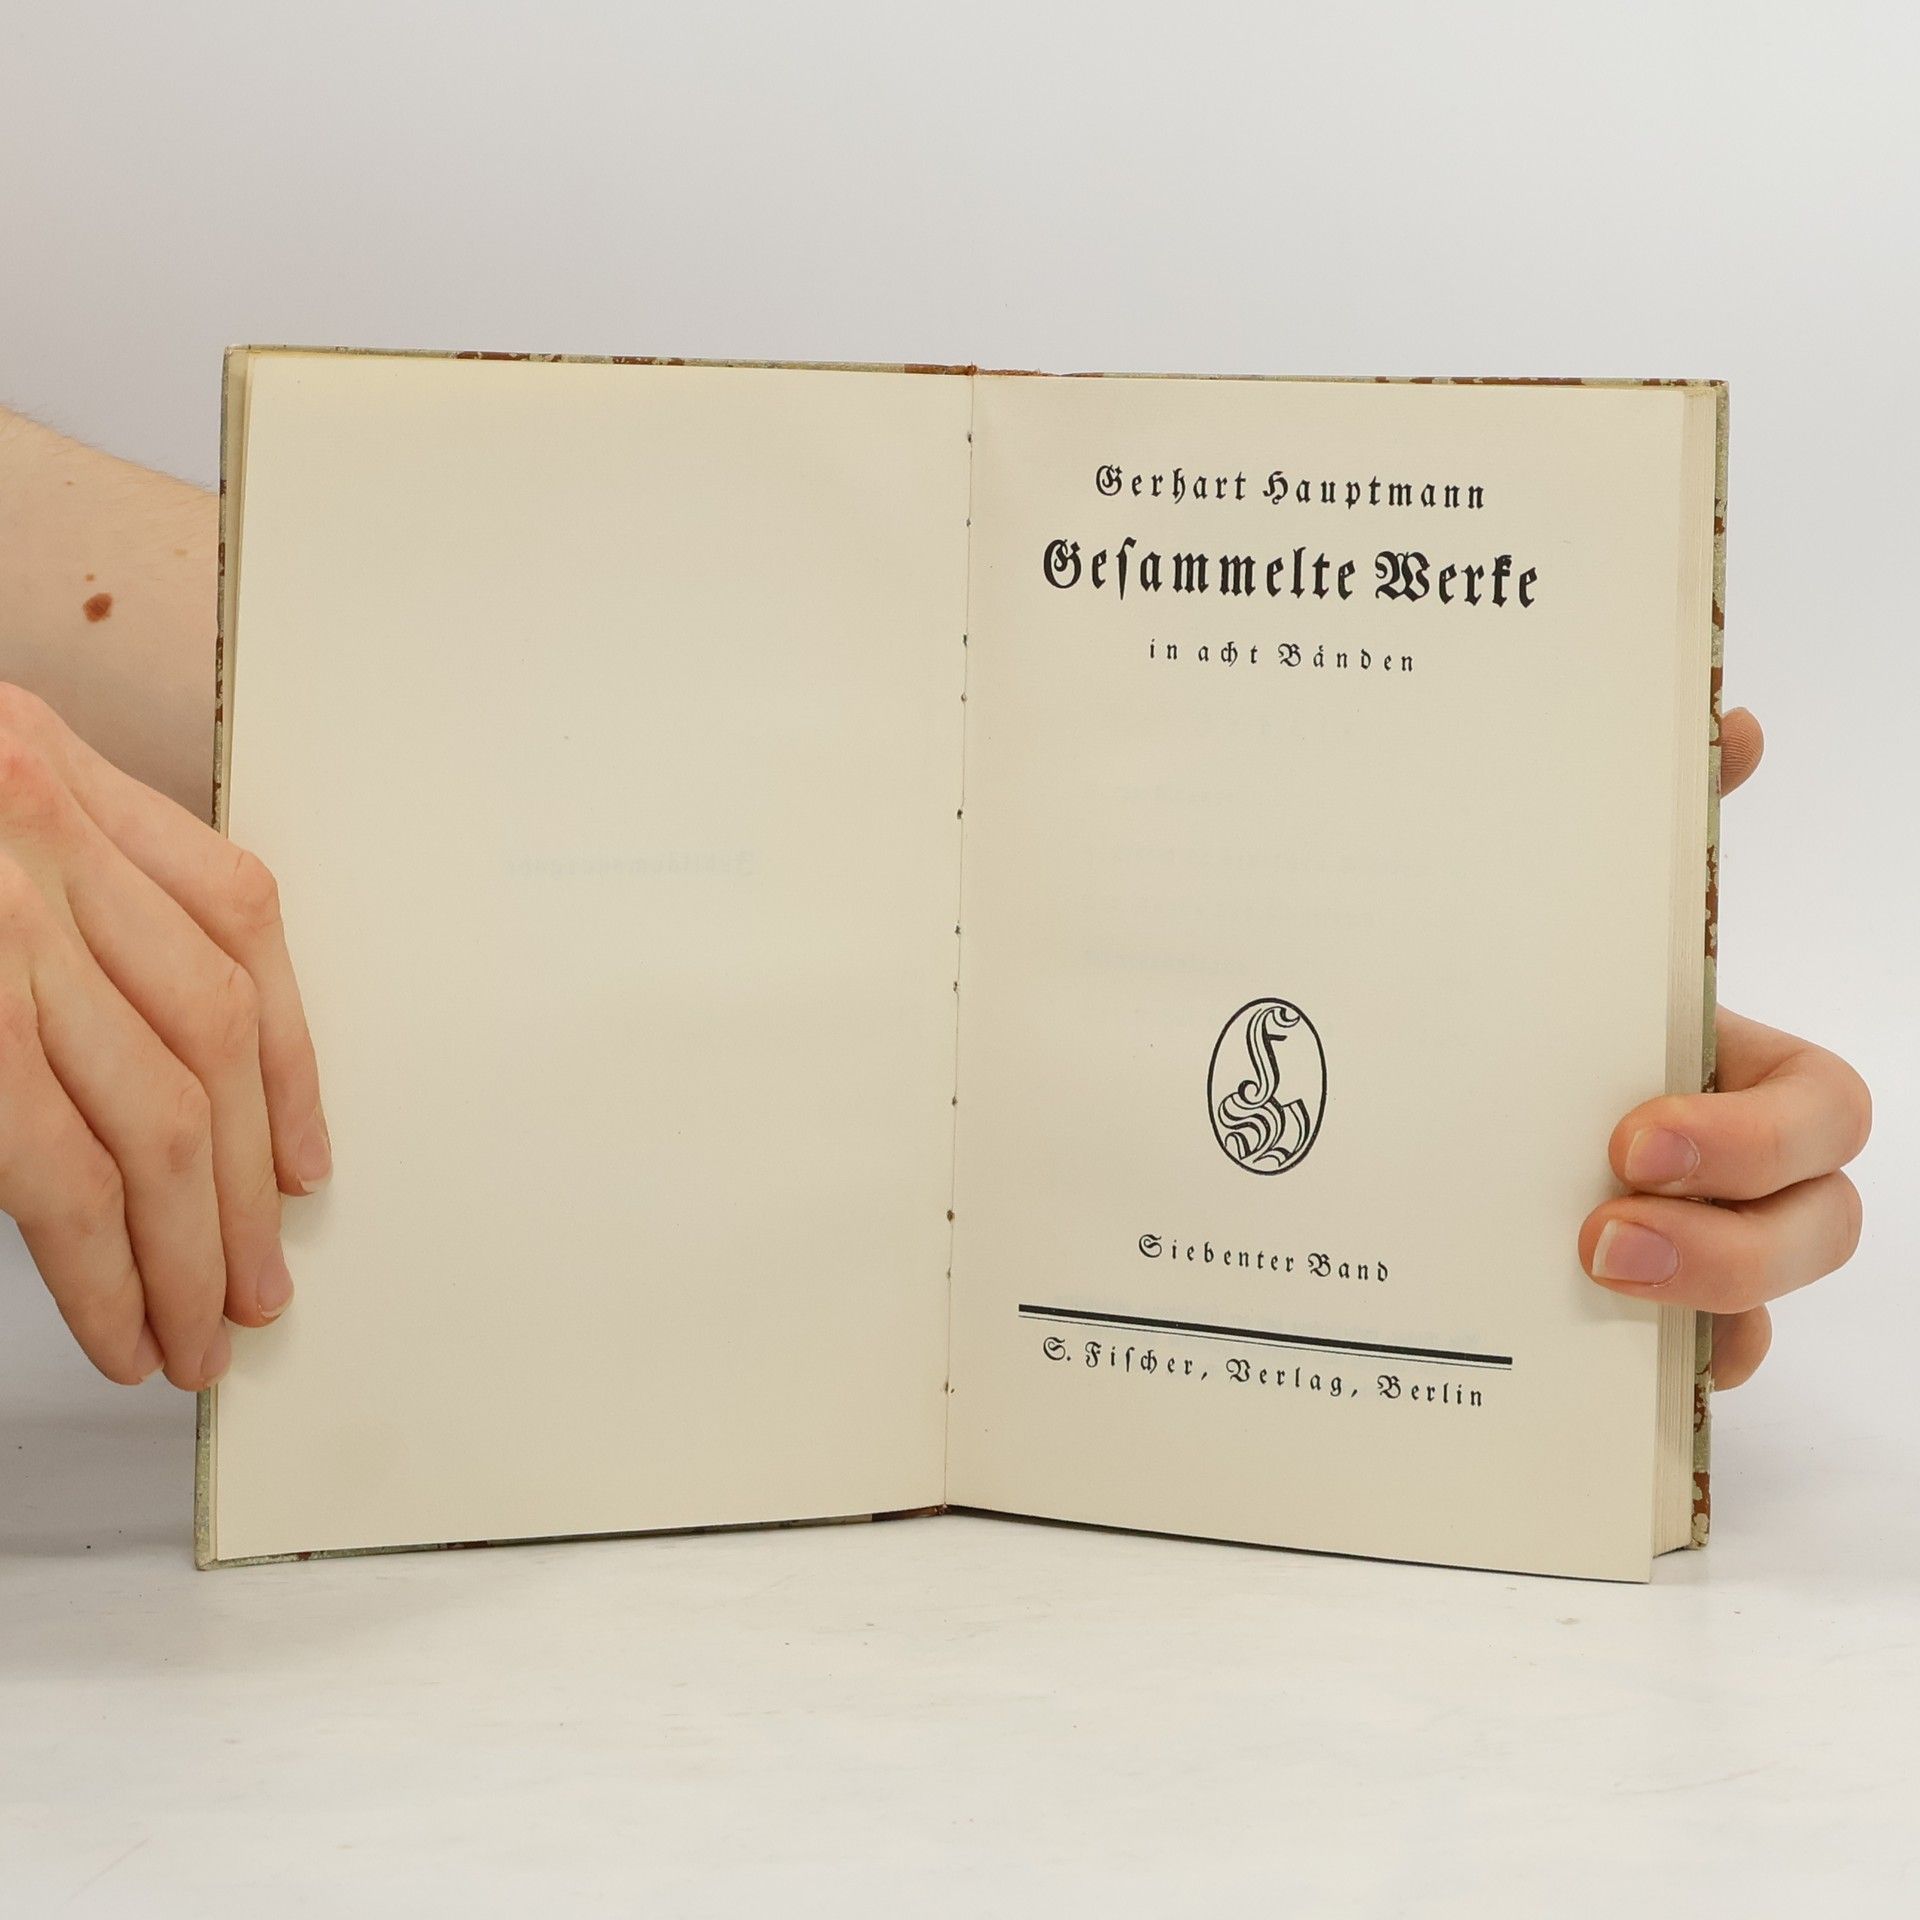 Gerhart Hauptmann
Geſammelte Werke
in acht Bänden
Siebenter Band
S. Fiſcher, Verlag, Berlin